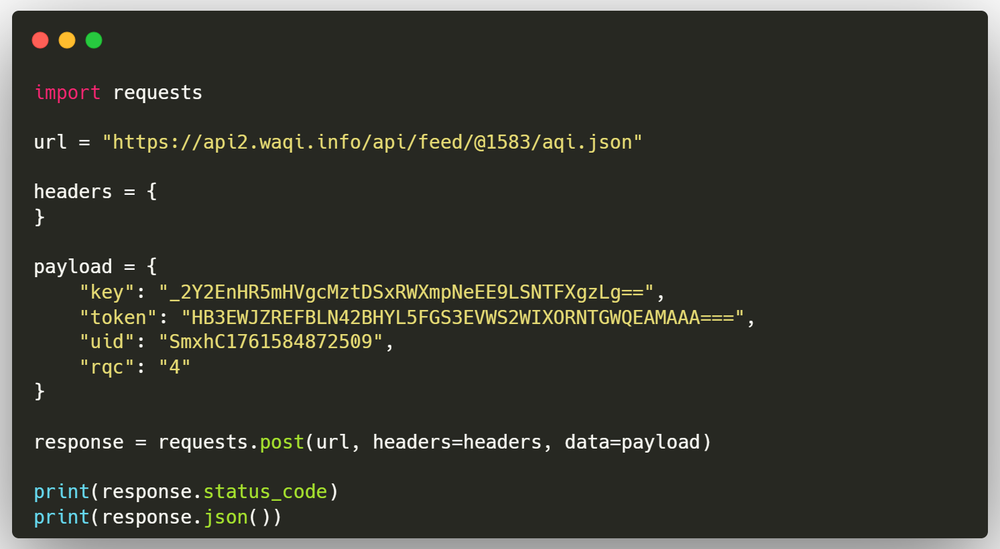 import requests

url = "https://api2.waqi.info/api/feed/@1583/aqi.json"

headers = {
}

payload = {
    "key": "_2Y2EnHR5mHVgcMztDSxRWXmpNeEE9LSNTFXgzLg==",
    "token": "HB3EWJZREFBLN42BHYL5FGS3EVWS2WIXORNTGWQEAMAAA===",
    "uid": "SmxhC1761584872509",
    "rqc": "4"
}

response = requests.post(url, headers=headers, data=payload)

print(response.status_code)
print(response.json())